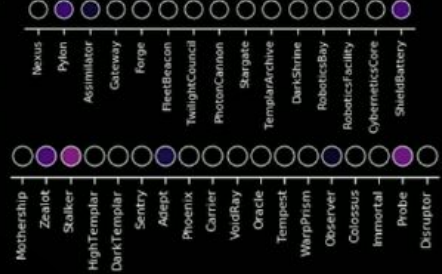 Nexus
Pylon
Assimilator
Gateway
Forge
FleetBeacon
TwilightCouncil
PhotonCannon
Stargate
TemplarArchive
DarkShrine
RoboticsBay
RoboticsFacility
CyberneticsCore
ShieldBattery
Mothership
Zealot
Stalker
HighTemplar
DarkTemplar
Sentry
Adept
Phoenix
Carrier
VoidRay
Oracle
Tempest
WarpPrism
Observer
Colossus
Immortal
Probe
Disruptor